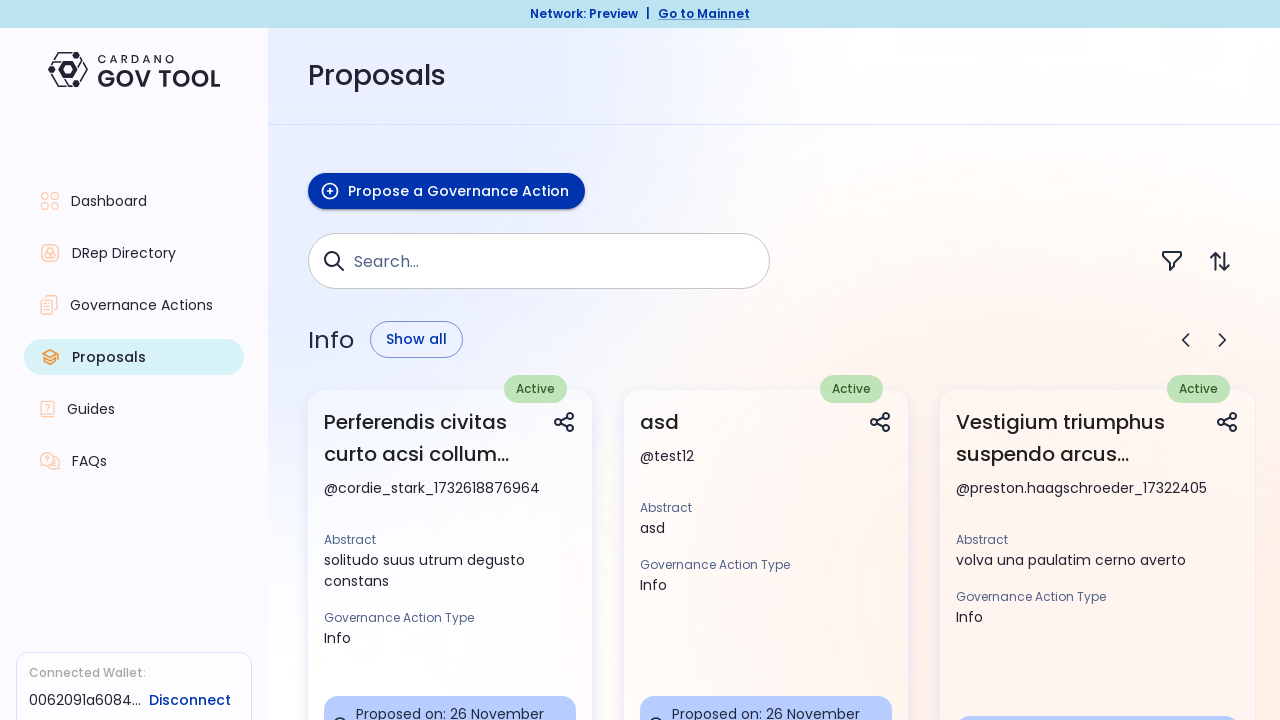 Network: Preview | Go to Mainnet
CARDANO
GOV TOOL
Proposals
Dashboard
DRep Directory
Governance Actions
Proposals
Guides
FAQs
Connected Wallet:
0062091a6084... Disconnect
Propose a Governance Action
Search...
Info Show all
Active
Perferendis civitas
curto acsi collum...
@cordie_stark_1732618876964
Abstract
solitudo suus utrum degusto
constans
Governance Action Type
Info
Proposed on: 26 November
Active
asd
@test12
Abstract
asd
Governance Action Type
Info
Proposed on: 26 November
Active
Vestigium triumphus
suspendo arcus...
@preston.haagschroeder_17322405
Abstract
volva una paulatim cerno averto
Governance Action Type
Info